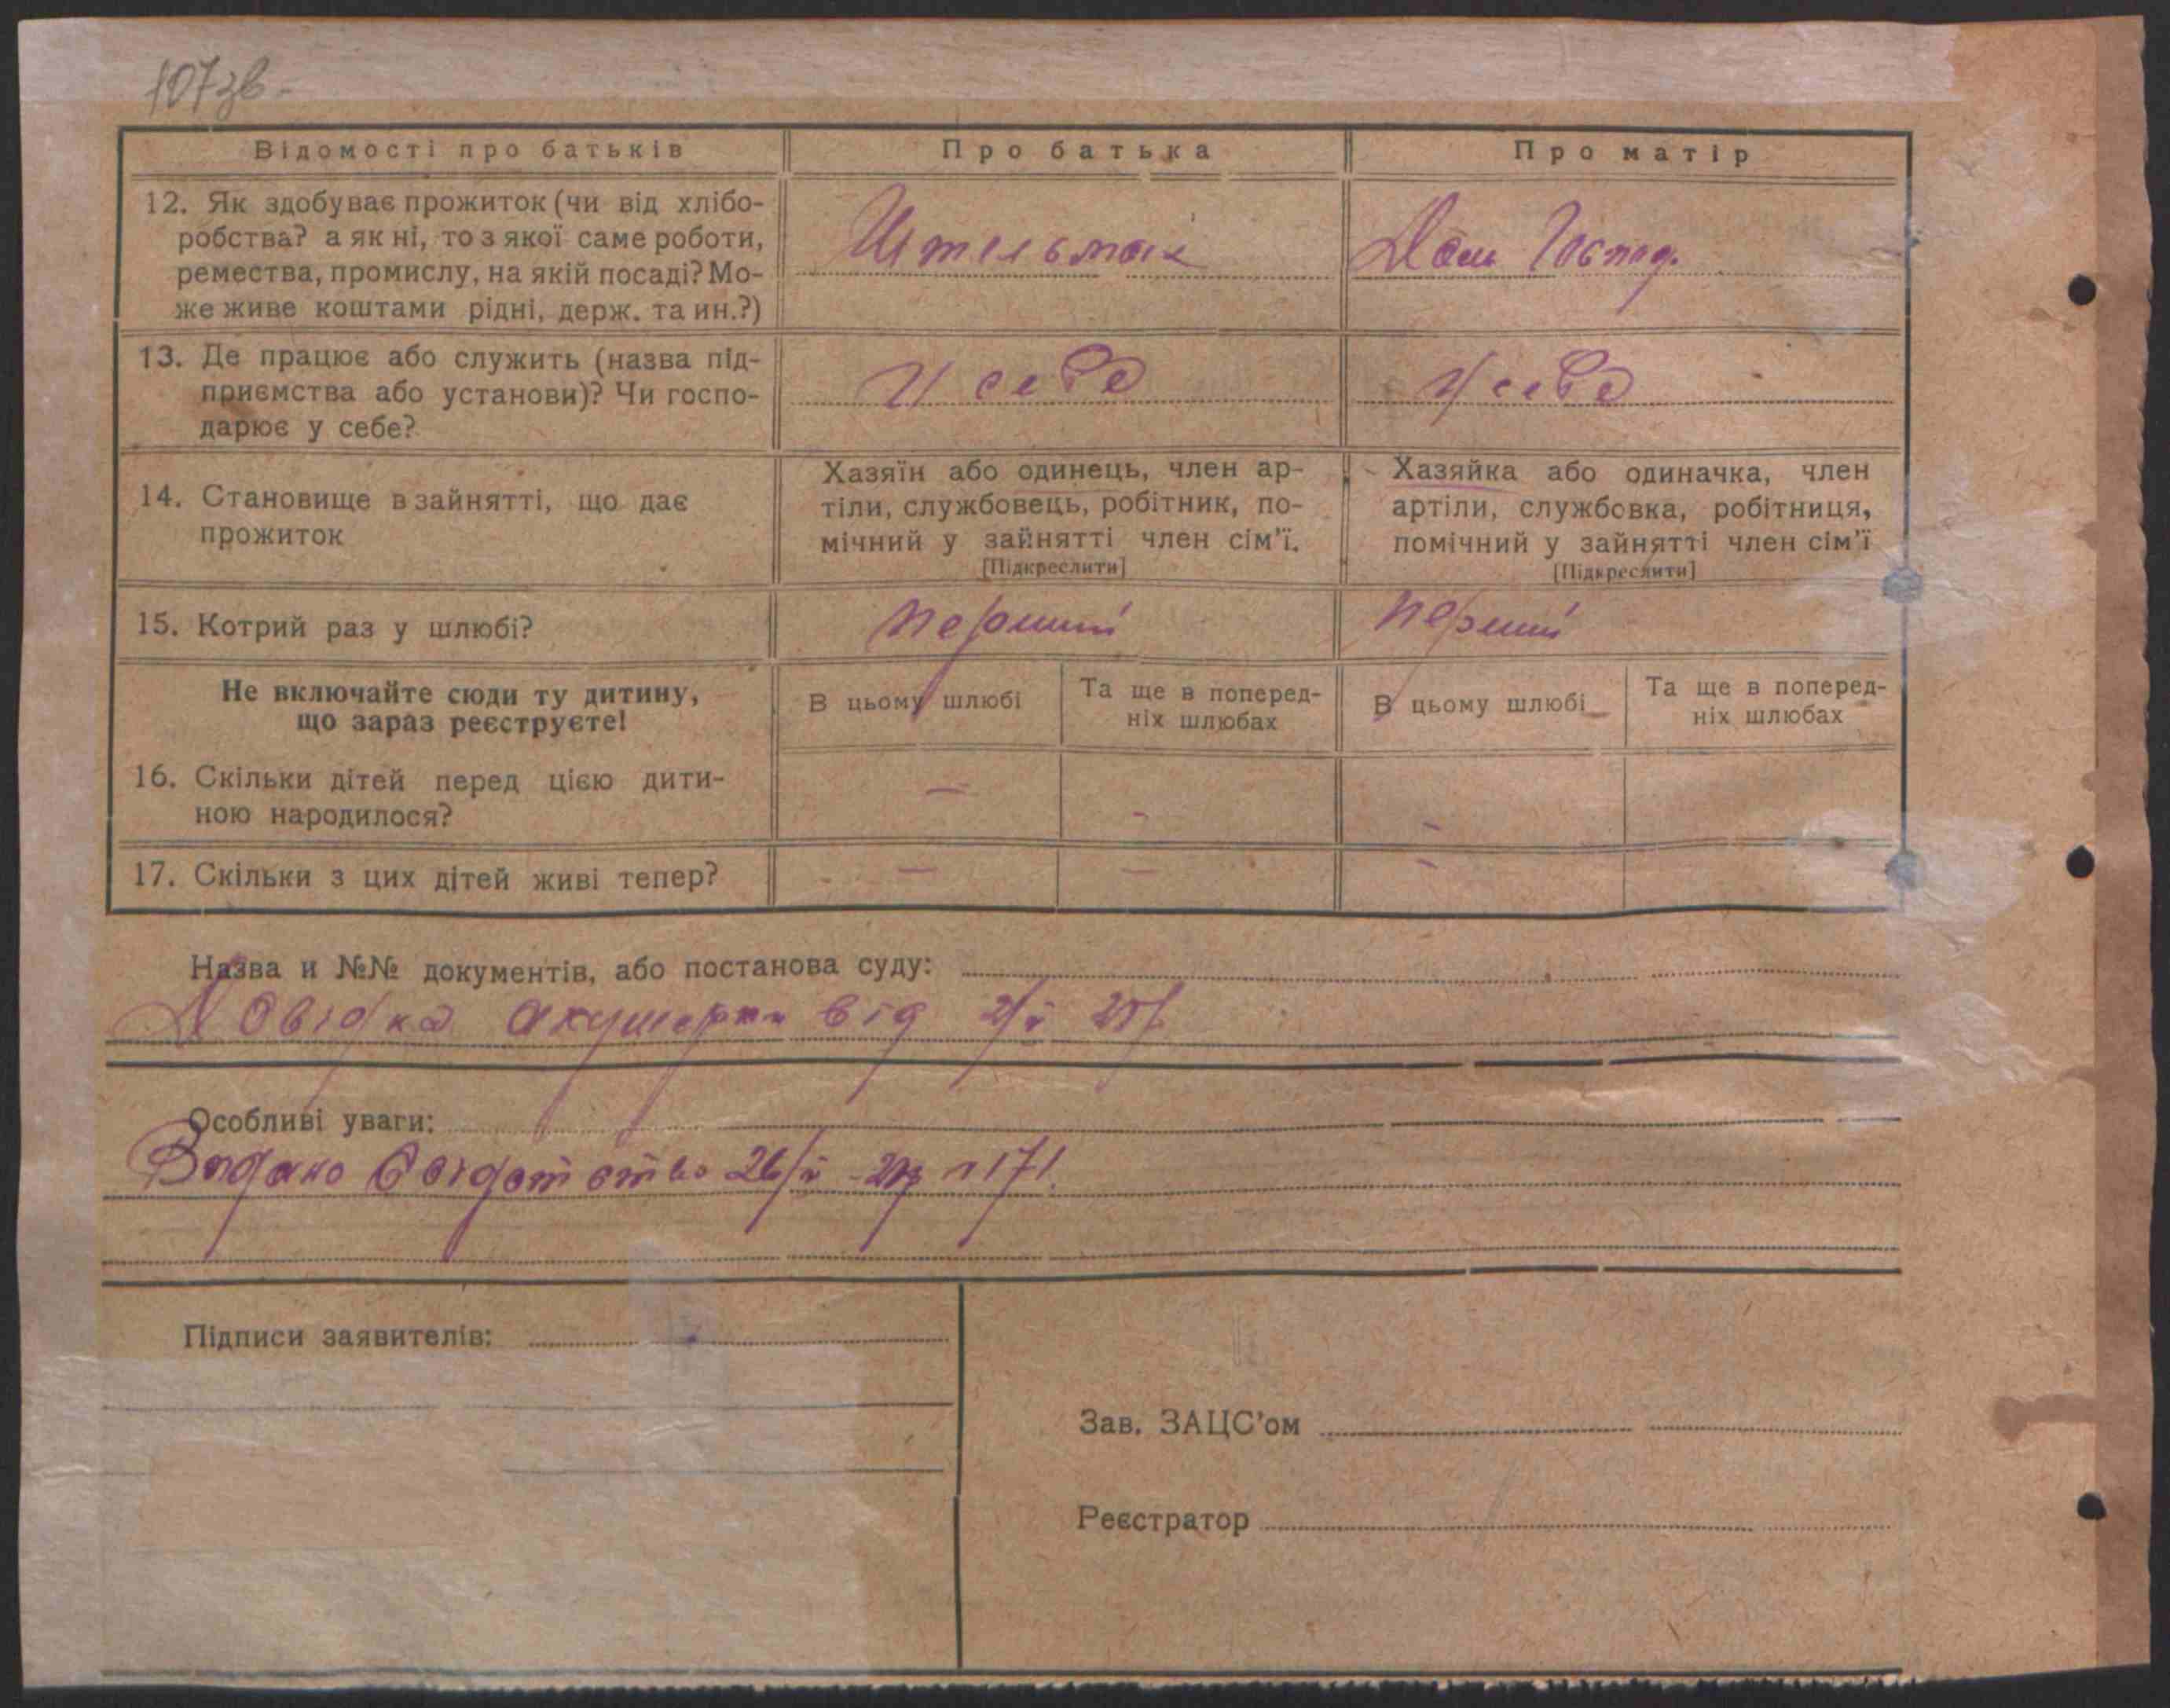 107зв.
Відомості про батьків
Про батька
Про матір
12. Як здобуває прожиток (чи від хлібо-
робства? а як ні, то з якої саме роботи,
ремества, промислу, на якій посаді? Мо-
же живе коштами рідні, держ. та ин.?)
Штельмах
Дом Господ.
13. Де працює або служить (назва під-
приємства або установи)? Чи госпо-
дарює у себе?
У себе
У себе
14. Становище в зайнятті, що дає
прожиток
Хазяїн або одинець, член ар-
тіли, службовець, робітник, по-
мічний у зайнятті член сім'ї.
[Підкреслити]
Хазяйка або одиначка, член
артіли, службовка, робітниця,
помічний у зайнятті член сім'ї
[Підкреслити]
15. Котрий раз у шлюбі?
перший
перший
Не включайте сюди ту дитину,
що зараз реєструєте!
В цьому шлюбі
Та ще в поперед-
ніх шлюбах
В цьому шлюбі
Та ще в поперед-
ніх шлюбах
16. Скільки дітей перед цією дити-
ною народилося?
— - -
17. Скільки з цих дітей живі тепер?
— — -
Назва и №№ документів, або постанова суду:
Довідка акушерки від
Особливі уваги:
Видано 171.
Підписи заявителів:
Зав. ЗАЦС'ом
Реєстратор